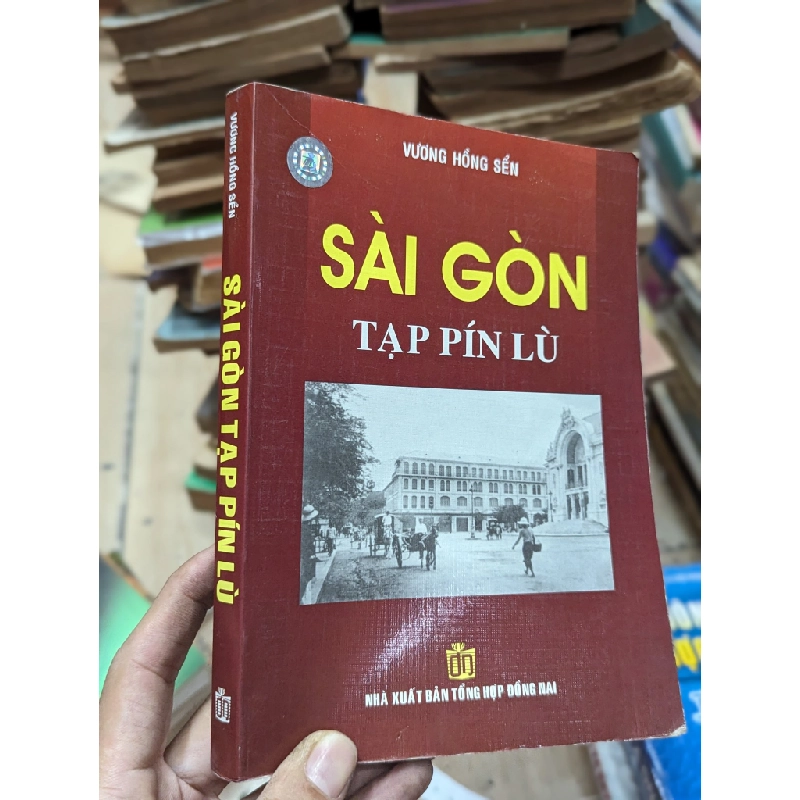 VƯƠNG HỒNG SỂN
SÀI GÒN
TẠP PÍN LÙ
NHÀ XUẤT BẢN TỔNG HỢP ĐỒNG NAI
VƯƠNG HỒNG SỂN
SÀI GÒN TẠP PÍN LÙ